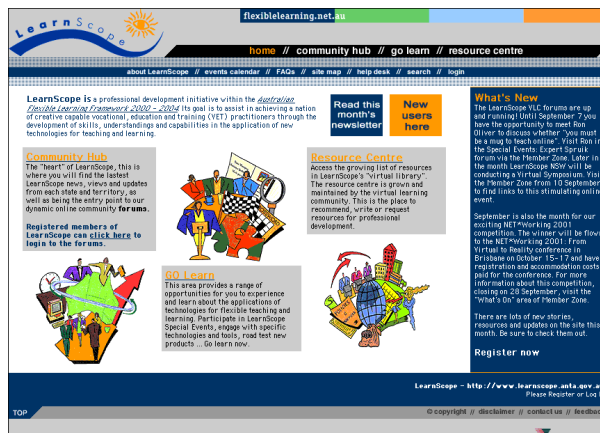 LearnScope
flexiblelearning.net.au
home // community hub // go learn // resource centre
about LearnScope // events calendar // FAQs // site map // help desk // search // login
LearnScope is a professional development initiative within the Australian
Flexible Learning Framework 2000 - 2004. Its goal is to assist in achieving a nation
of creative capable vocational, education and training (VET) practitioners through the
development of skills, understandings and capabilities in the application of new
technologies for teaching and learning.
Read this
month's
newsletter
New
users
here
Community Hub
The "heart" of LearnScope, this is
where you will find the latest
LearnScope news, views and updates
from each state and territory, as
well as being the entry point to our
dynamic online community forums.
Registered members of
LearnScope can click here to
login to the forums.
Resource Centre
Access the growing list of resources
in LearnScope's "virtual library".
The resource centre is grown and
maintained by the virtual learning
community. This is the place to
recommend, write or request
resources for professional
development.
GO Learn
This area provides a range of
opportunities for you to experience
and learn about the applications of
technologies for flexible teaching and
learning. Participate in LearnScope
Special Events, engage with specific
technologies and tools, road test new
products ... Go learn now.
What's New
The LearnScope VLC forums are up
and running! Until September 7 you
have the opportunity to meet Ron
Oliver to discuss whether "you must
be a mug to teach online". Visit Ron in
the Special Events: Expert Spruik
forum via the Member Zone. Later in
the month LearnScope NSW will be
conducting a Virtual Symposium. Visit
the Member Zone from 10 September
to find links to this stimulating online
event.
September is also the month for our
exciting NET*Working 2001
competition. The winner will be flown
to the NET*Working 2001: From
Virtual to Reality conference in
Brisbane on October 15-17 and have
registration and accommodation costs
paid for the conference. For more
information about this competition,
closing on 28 September, visit the
"What's On" area of Member Zone.
There are lots of new stories,
resources and updates on the site this
month. Be sure to check them out.
Register now
LearnScope - http://www.learnscope.anta.gov.au
Please Register or Log
TOP
© copyright // disclaimer // contact us // feedbac